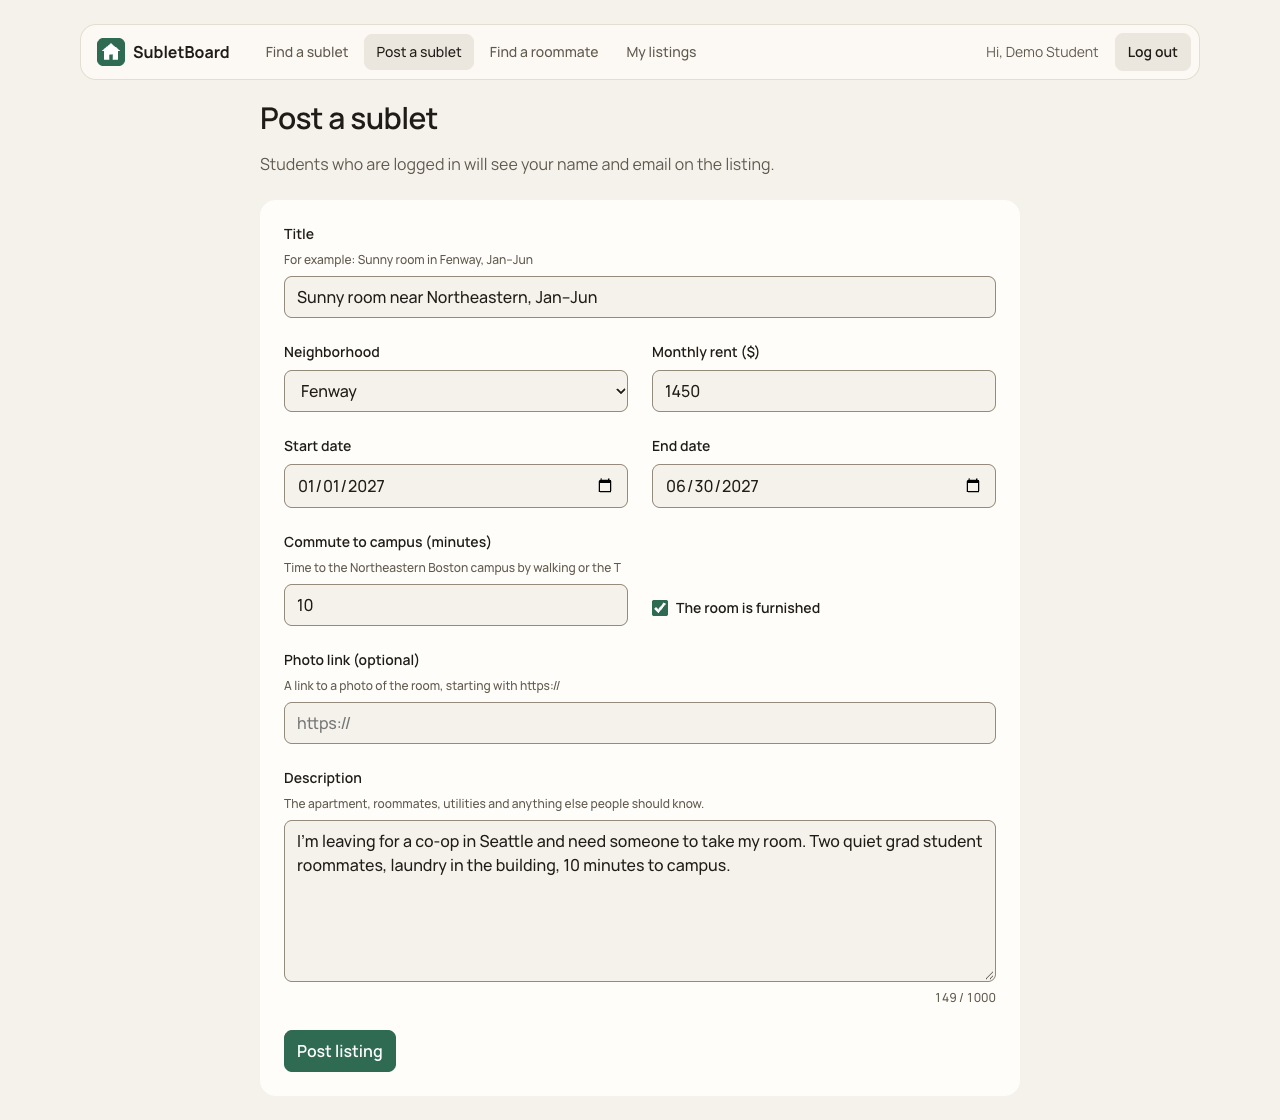 SubletBoard
Find a sublet
Post a sublet
Find a roommate
My listings
Hi, Demo Student
Log out
Post a sublet
Students who are logged in will see your name and email on the listing.
Title
For example: Sunny room in Fenway, Jan–Jun
Sunny room near Northeastern, Jan–Jun
Neighborhood
Monthly rent ($)
Fenway
1450
Start date
End date
01/01/2027
06/30/2027
Commute to campus (minutes)
Time to the Northeastern Boston campus by walking or the T
10
The room is furnished
Photo link (optional)
A link to a photo of the room, starting with https://
https://
Description
The apartment, roommates, utilities and anything else people should know.
I'm leaving for a co-op in Seattle and need someone to take my room. Two quiet grad student
roommates, laundry in the building, 10 minutes to campus.
149 / 1000
Post listing